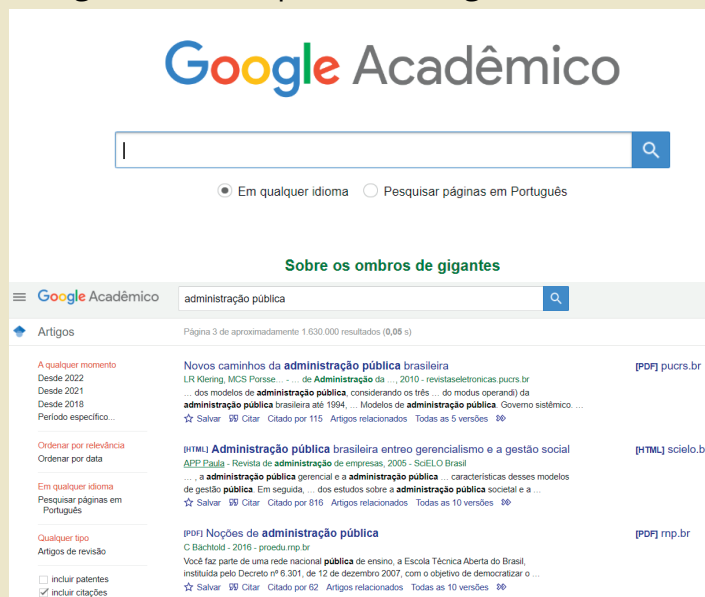 Google Acadêmico
Em qualquer idioma Pesquisar páginas em Português
Sobre os ombros de gigantes
Google Acadêmico administração pública
Artigos Página 3 de aproximadamente 1.630.000 resultados (0,05 s)
A qualquer momento
Desde 2022
Desde 2021
Desde 2018
Período específico...
Ordenar por relevância
Ordenar por data
Em qualquer idioma
Pesquisar páginas em
Português
Qualquer tipo
Artigos de revisão
incluir patentes
incluir citações
Novos caminhos da administração pública brasileira [PDF] pucrs.br
LR Klering, MCS Porsse... - ... de Administração da ..., 2010 - revistaseletronicas.pucrs.br
... dos modelos de administração pública, considerando os três ... do modus operandi) da
administração pública brasileira até 1994, ... Modelos de administração pública. Governo sistêmico. ...
Salvar Citar Citado por 115 Artigos relacionados Todas as 5 versões
[HTML] Administração pública brasileira entreo gerencialismo e a gestão social [HTML] scielo.b
APP Paula - Revista de administração de empresas, 2005 - SciELO Brasil
... , a administração pública gerencial e a administração pública ... características desses modelos
de gestão pública. Em seguida, ... dos estudos sobre a administração pública societal e a ...
Salvar Citar Citado por 816 Artigos relacionados Todas as 10 versões
[PDF] Noções de administração pública [PDF] rnp.br
C Bächtold - 2016 - proedu.rnp.br
Você faz parte de uma rede nacional pública de ensino, a Escola Técnica Aberta do Brasil,
instituída pelo Decreto nº 6.301, de 12 de dezembro 2007, com o objetivo de democratizar o ...
Salvar Citar Citado por 62 Artigos relacionados Todas as 10 versões